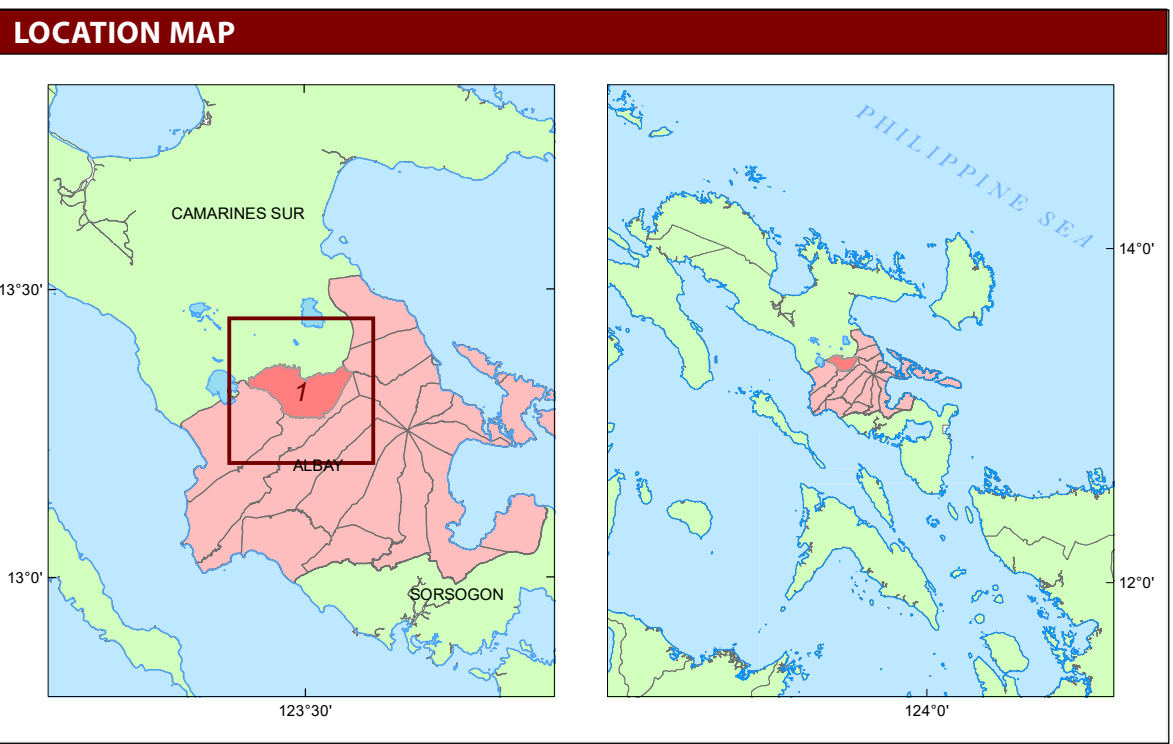 LOCATION MAP
PHILIPPINE SEA
CAMARINES SUR
14°0'
13°30'
1
ALBAY
13°0'
12°0'
SORSOGON
123°30'
124°0'